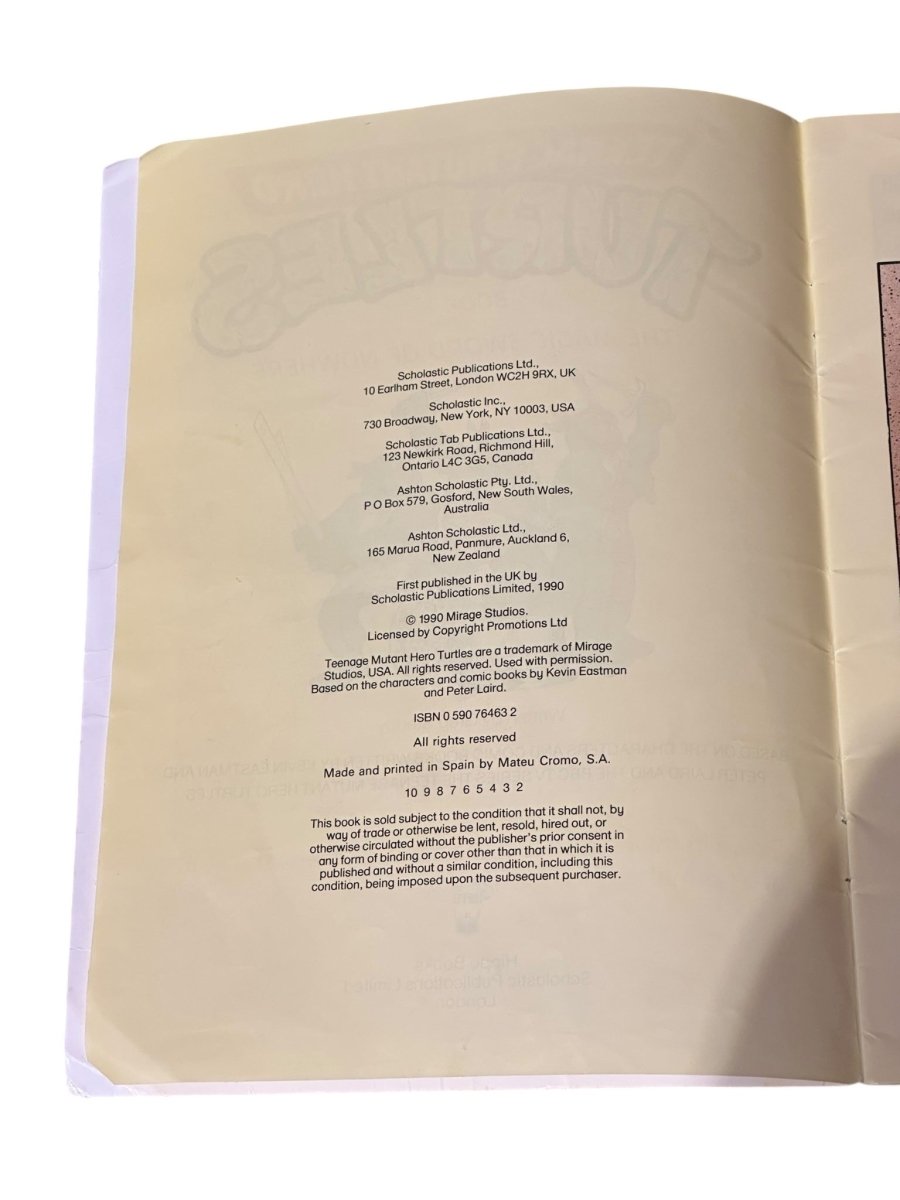 Scholastic Publications Ltd.,
10 Earlham Street, London WC2H 9RX, UK
Scholastic Inc.,
730 Broadway, New York, NY 10003, USA
Scholastic Tab Publications Ltd.,
123 Newkirk Road, Richmond Hill,
Ontario L4C 3G5, Canada
Ashton Scholastic Pty. Ltd.,
P O Box 579, Gosford, New South Wales,
Australia
Ashton Scholastic Ltd.,
165 Marua Road, Panmure, Auckland 6,
New Zealand
First published in the UK by
Scholastic Publications Limited, 1990
© 1990 Mirage Studios.
Licensed by Copyright Promotions Ltd
Teenage Mutant Hero Turtles are a trademark of Mirage
Studios, USA. All rights reserved. Used with permission.
Based on the characters and comic books by Kevin Eastman
and Peter Laird.
ISBN 0 590 76463 2
All rights reserved
Made and printed in Spain by Mateu Cromo, S.A.
10 9 8 7 6 5 4 3 2
This book is sold subject to the condition that it shall not, by
way of trade or otherwise be lent, resold, hired out, or
otherwise circulated without the publisher's prior consent in
any form of binding or cover other than that in which it is
published and without a similar condition, including this
condition, being imposed upon the subsequent purchaser.